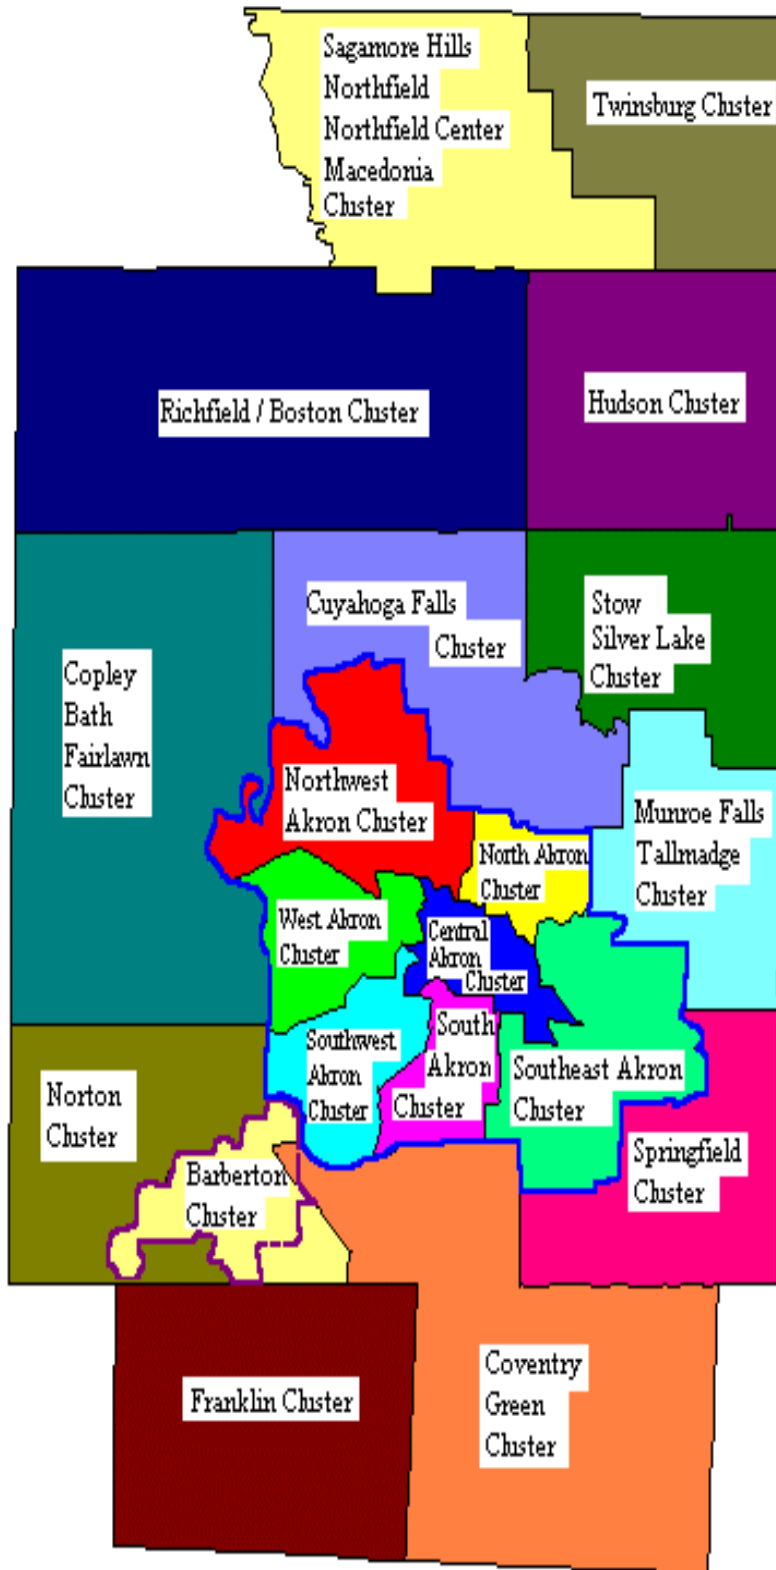 Sagamore Hills
Northfield
Northfield Center
Macedonia
Cluster
Twinsburg Cluster
Richfield / Boston Cluster
Hudson Cluster
Cuyahoga Falls
Cluster
Stow
Silver Lake
Cluster
Copley
Bath
Fairlawn
Cluster
Northwest
Akron Cluster
Munroe Falls
Tallmadge
Cluster
North Akron
Cluster
West Akron
Cluster
Central
Akron
Cluster
Southwest
Akron
Cluster
South
Akron
Cluster
Southeast Akron
Cluster
Norton
Cluster
Barberton
Cluster
Springfield
Cluster
Franklin Cluster
Coventry
Green
Cluster